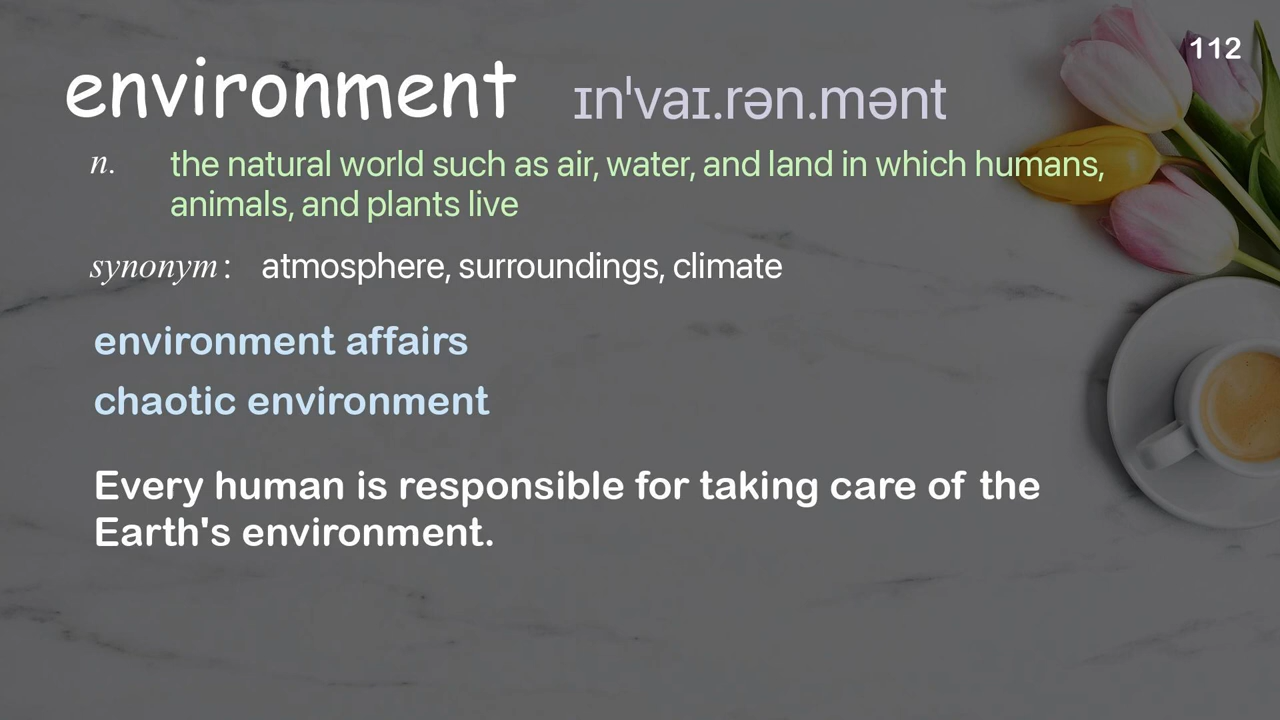 112
environment ɪnˈvaɪ.rən.mənt
n. the natural world such as air, water, and land in which humans,
animals, and plants live
synonym: atmosphere, surroundings, climate
environment affairs
chaotic environment
Every human is responsible for taking care of the
Earth's environment.